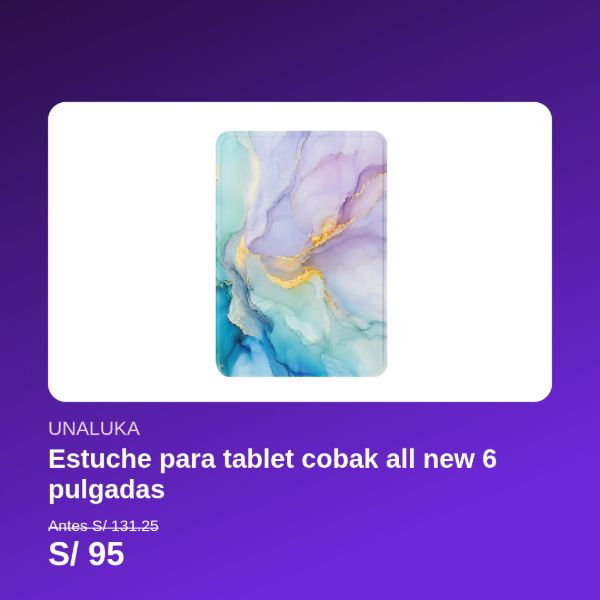 UNALUKA
Estuche para tablet cobak all new 6
pulgadas
Antes S/ 131.25
S/ 95